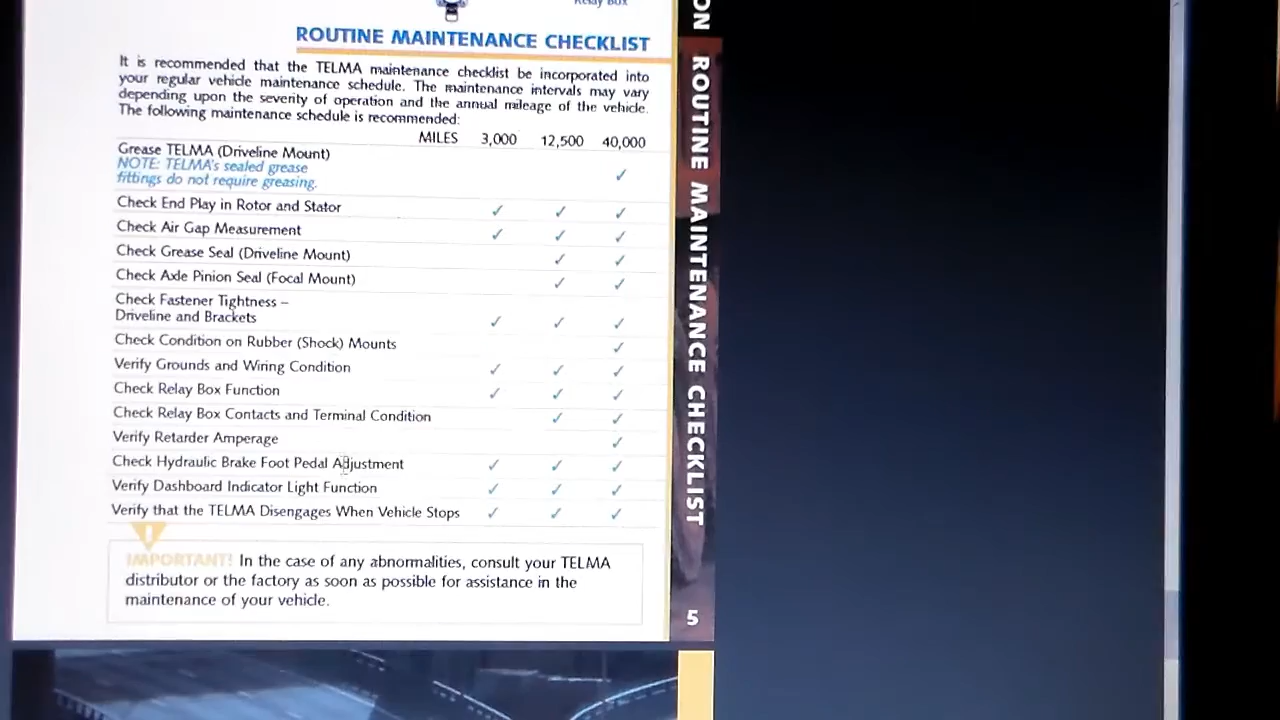 Relay Box
ROUTINE MAINTENANCE CHECKLIST
It is recommended that the TELMA maintenance checklist be incorporated into
your regular vehicle maintenance schedule. The maintenance intervals may vary
depending upon the severity of operation and the annual mileage of the vehicle.
The following maintenance schedule is recommended:
MILES 3,000 12,500 40,000
Grease TELMA (Driveline Mount)
NOTE: TELMA's sealed grease
fittings do not require greasing. ✓
Check End Play in Rotor and Stator ✓ ✓ ✓
Check Air Gap Measurement ✓ ✓ ✓
Check Grease Seal (Driveline Mount) ✓ ✓
Check Axle Pinion Seal (Focal Mount) ✓ ✓
Check Fastener Tightness –
Driveline and Brackets ✓ ✓ ✓
Check Condition on Rubber (Shock) Mounts ✓
Verify Grounds and Wiring Condition ✓ ✓ ✓
Check Relay Box Function ✓ ✓ ✓
Check Relay Box Contacts and Terminal Condition ✓ ✓
Verify Retarder Amperage ✓
Check Hydraulic Brake Foot Pedal Adjustment ✓ ✓ ✓
Verify Dashboard Indicator Light Function ✓ ✓ ✓
Verify that the TELMA Disengages When Vehicle Stops ✓ ✓ ✓
IMPORTANT! In the case of any abnormalities, consult your TELMA
distributor or the factory as soon as possible for assistance in the
maintenance of your vehicle.
ON ROUTINE MAINTENANCE CHECKLIST
5